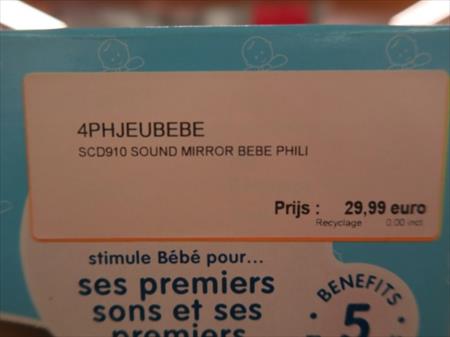 4PHJEUBEBE
SCD910 SOUND MIRROR BEBE PHILI
Prijs : 29,99 euro
Recyclage 0.00 incl.
stimule Bébé pour...
ses premiers
sons et ses
premiers
BENEFITS
5